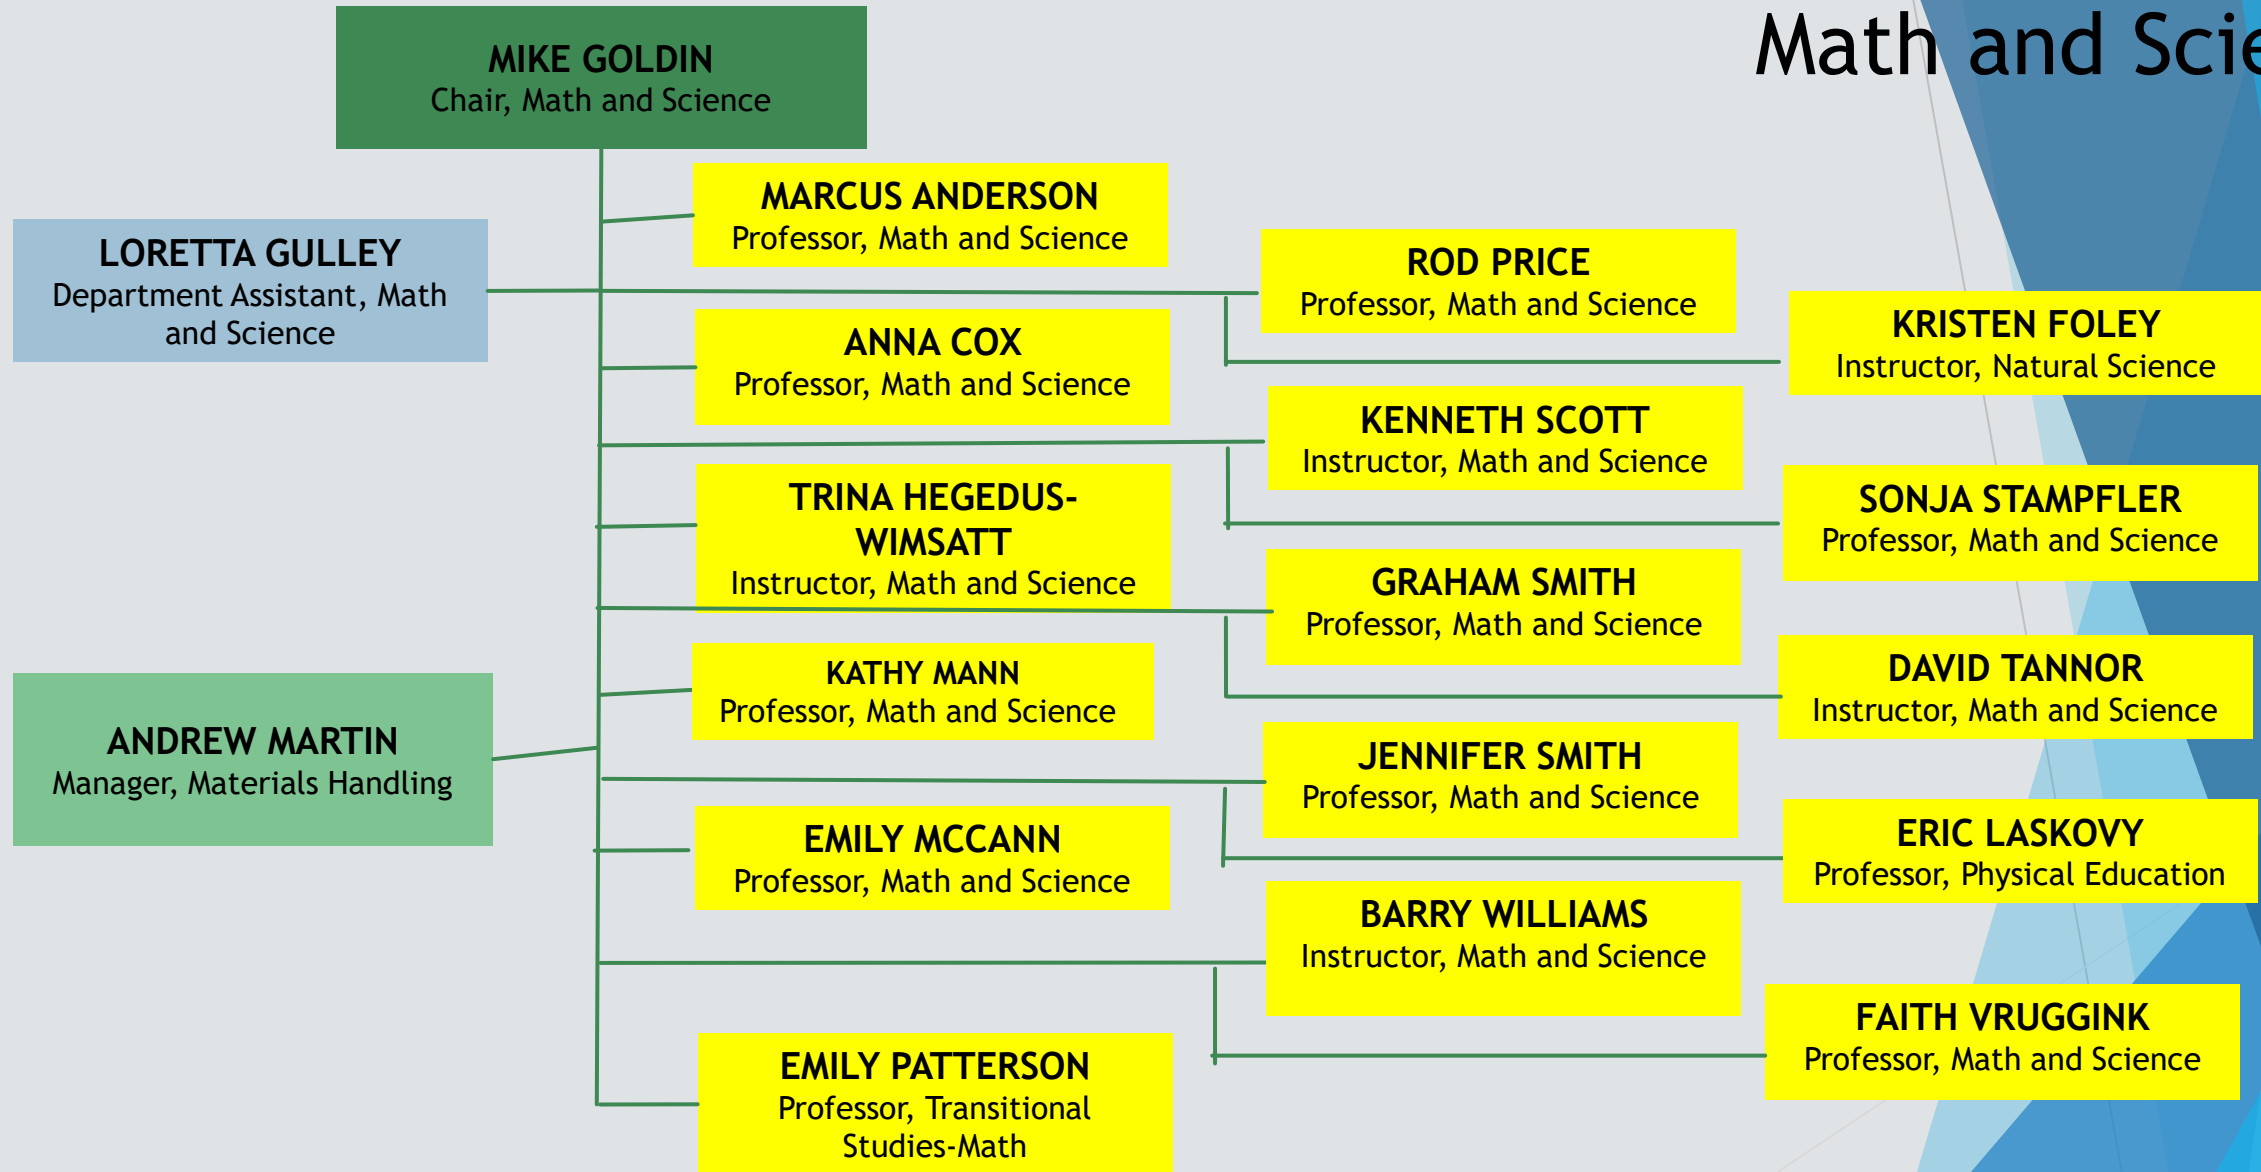 Math and Scie
MIKE GOLDIN
Chair, Math and Science
MARCUS ANDERSON
Professor, Math and Science
LORETTA GULLEY
Department Assistant, Math
and Science
ROD PRICE
Professor, Math and Science
KRISTEN FOLEY
Instructor, Natural Science
ANNA COX
Professor, Math and Science
KENNETH SCOTT
Instructor, Math and Science
SONJA STAMPFLER
Professor, Math and Science
TRINA HEGEDUS-
WIMSATT
Instructor, Math and Science
GRAHAM SMITH
Professor, Math and Science
DAVID TANNOR
Instructor, Math and Science
KATHY MANN
Professor, Math and Science
ANDREW MARTIN
Manager, Materials Handling
JENNIFER SMITH
Professor, Math and Science
ERIC LASKOVY
Professor, Physical Education
EMILY MCCANN
Professor, Math and Science
BARRY WILLIAMS
Instructor, Math and Science
FAITH VRUGGINK
Professor, Math and Science
EMILY PATTERSON
Professor, Transitional
Studies-Math